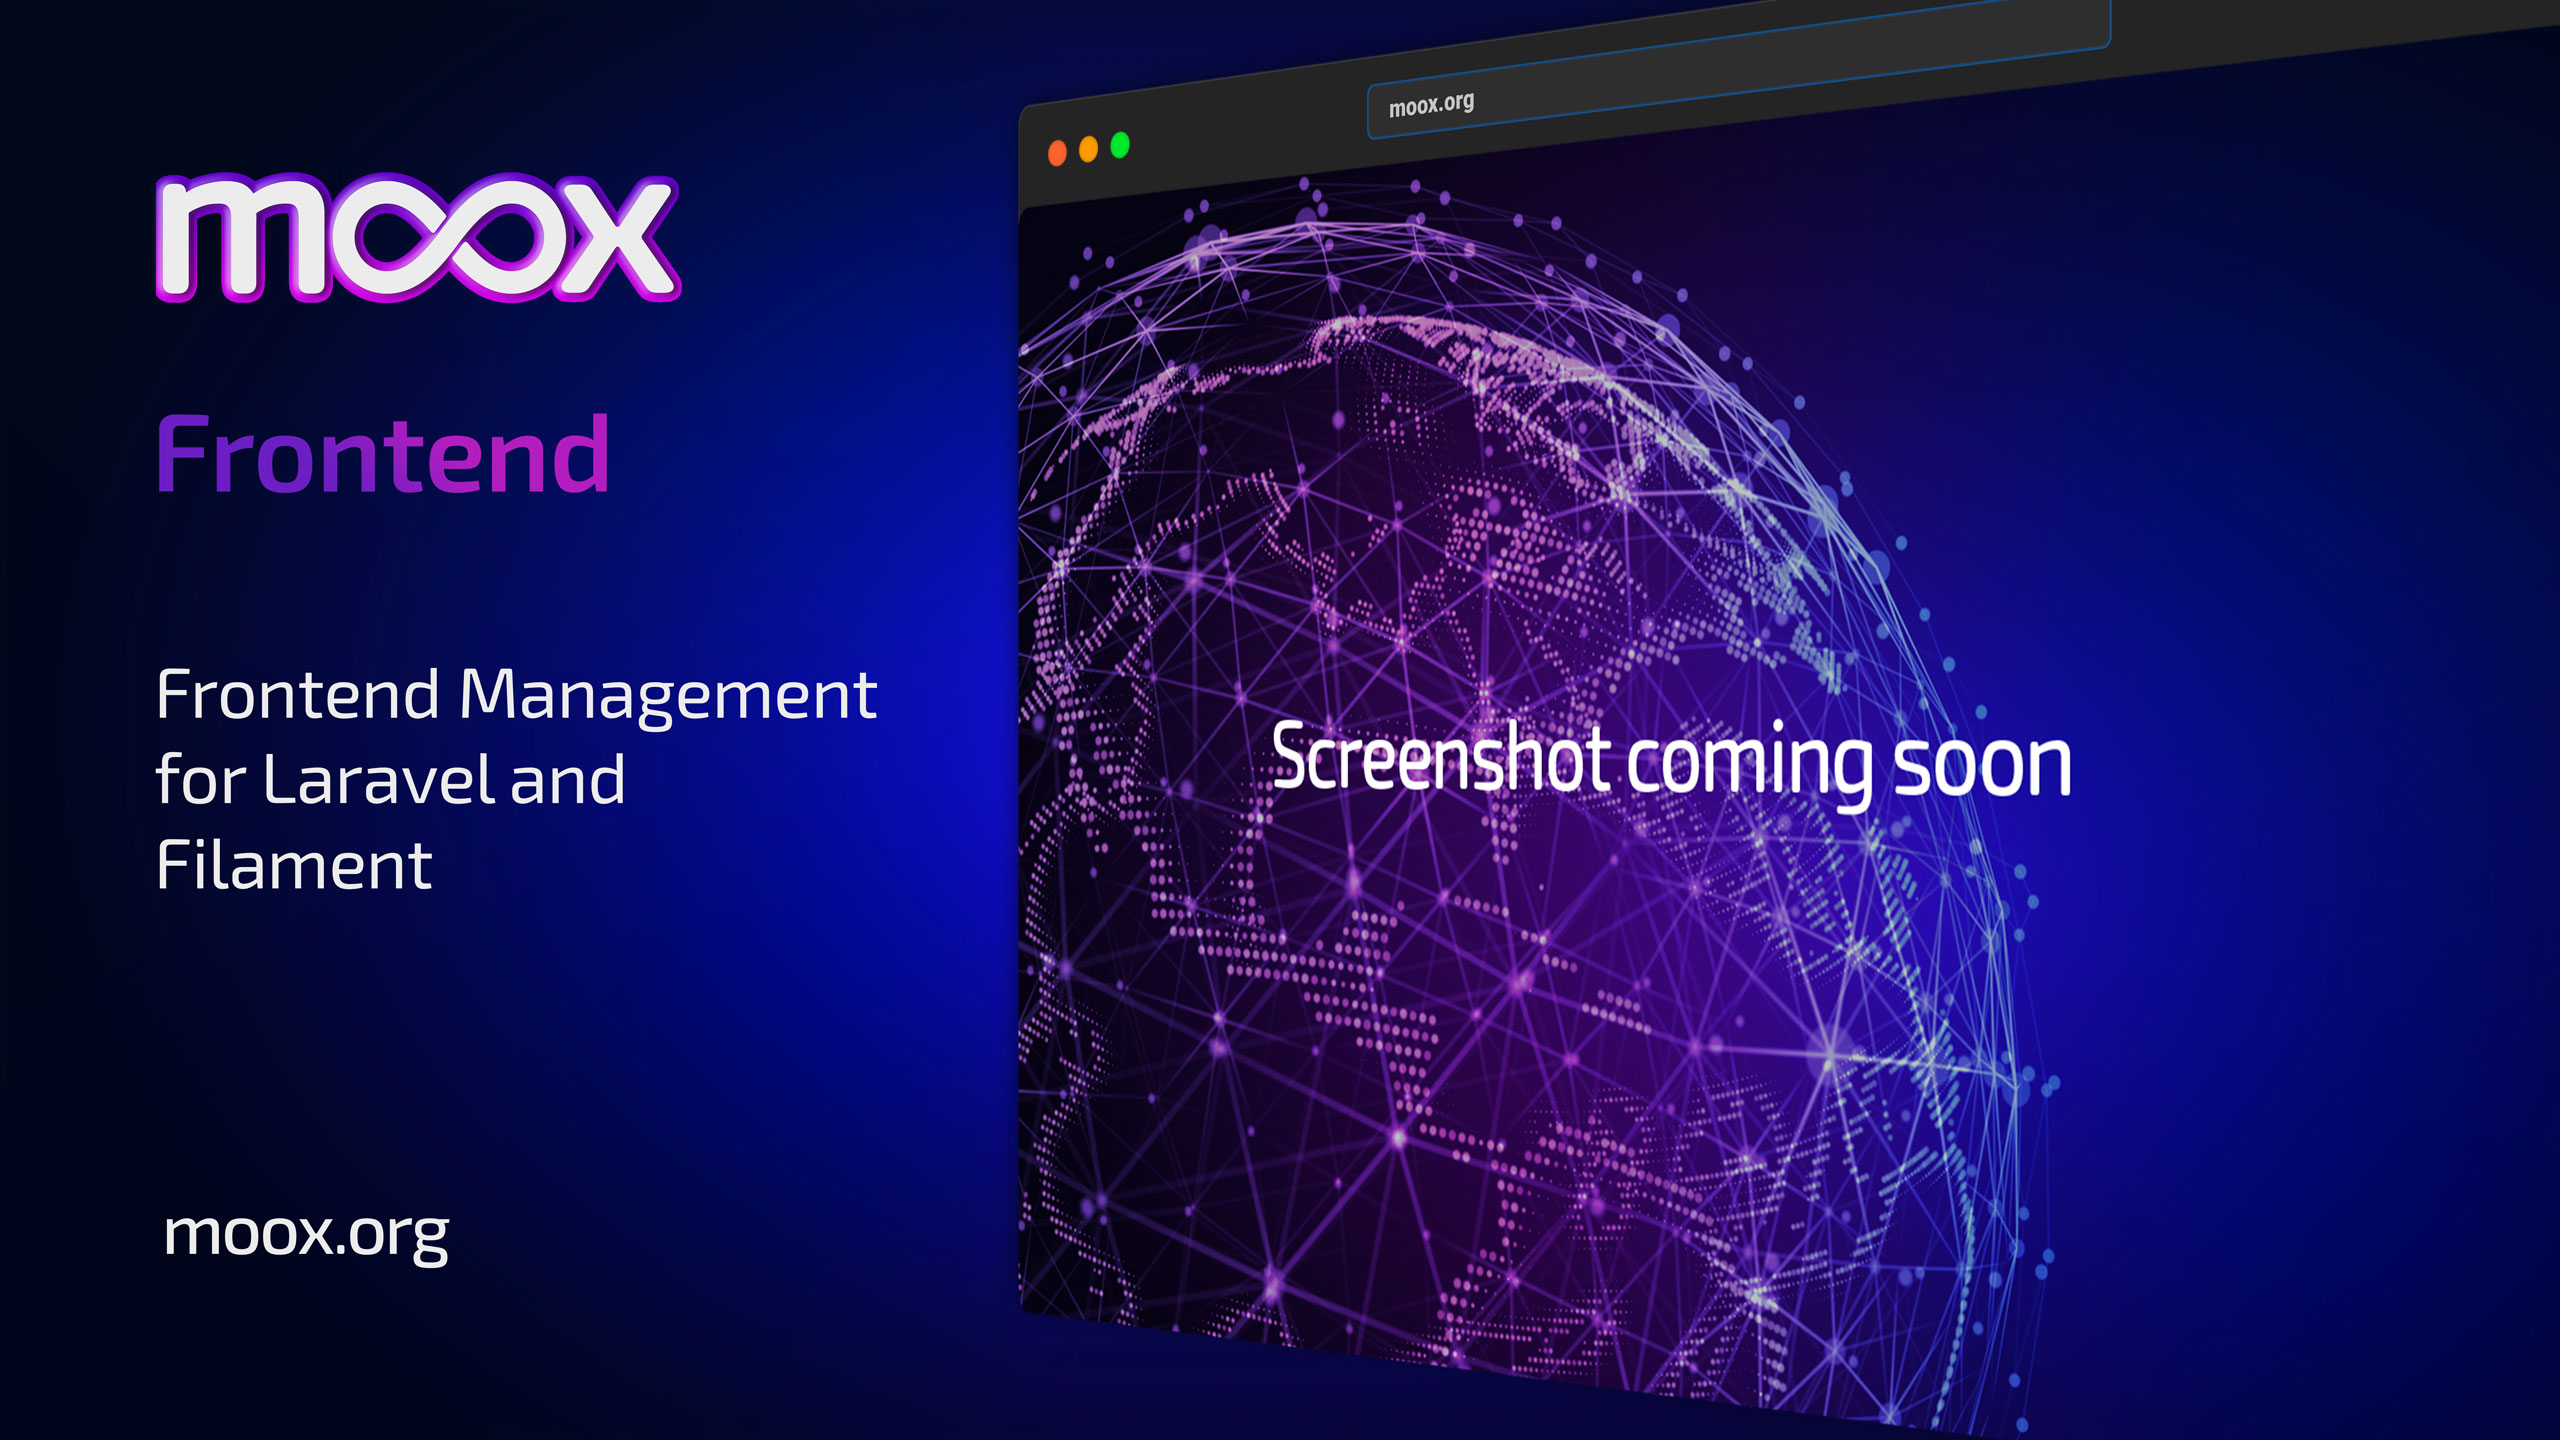 moox
Frontend
Frontend Management
for Laravel and
Filament
moox.org
moox.org
Screenshot coming soon